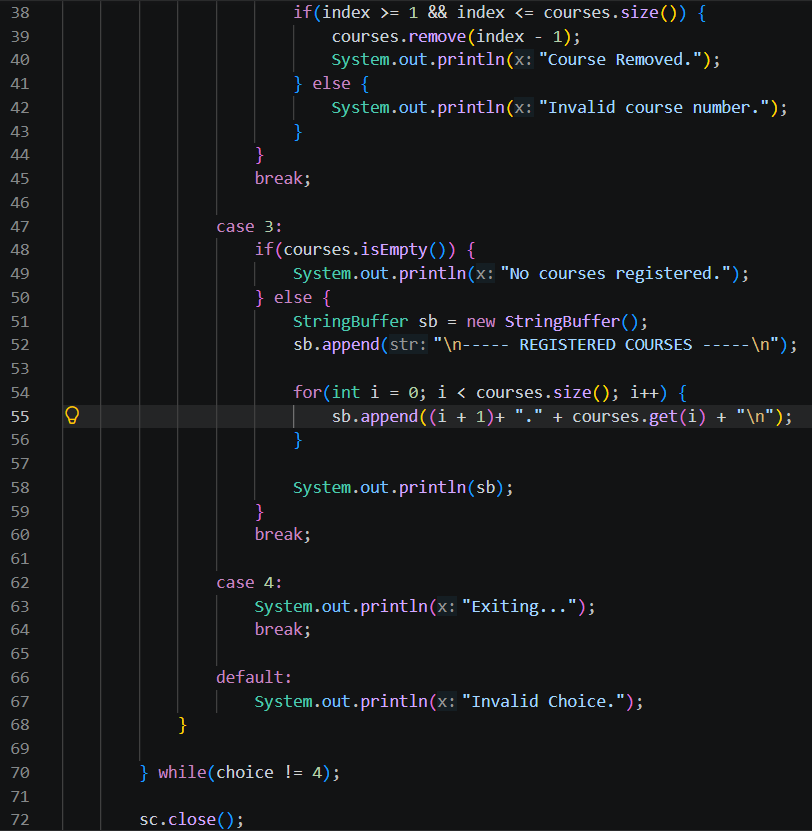 38 if(index >= 1 && index <= courses.size()) {
39 courses.remove(index - 1);
40 System.out.println(x: "Course Removed.");
41 } else {
42 System.out.println(x: "Invalid course number.");
43 }
44 }
45 break;
46
47 case 3:
48 if(courses.isEmpty()) {
49 System.out.println(x: "No courses registered.");
50 } else {
51 StringBuffer sb = new StringBuffer();
52 sb.append(str: "\n----- REGISTERED COURSES -----\n");
53
54 for(int i = 0; i < courses.size(); i++) {
55 sb.append((i + 1)+ "." + courses.get(i) + "\n");
56 }
57
58 System.out.println(sb);
59 }
60 break;
61
62 case 4:
63 System.out.println(x: "Exiting...");
64 break;
65
66 default:
67 System.out.println(x: "Invalid Choice.");
68 }
69
70 } while(choice != 4);
71
72 sc.close();